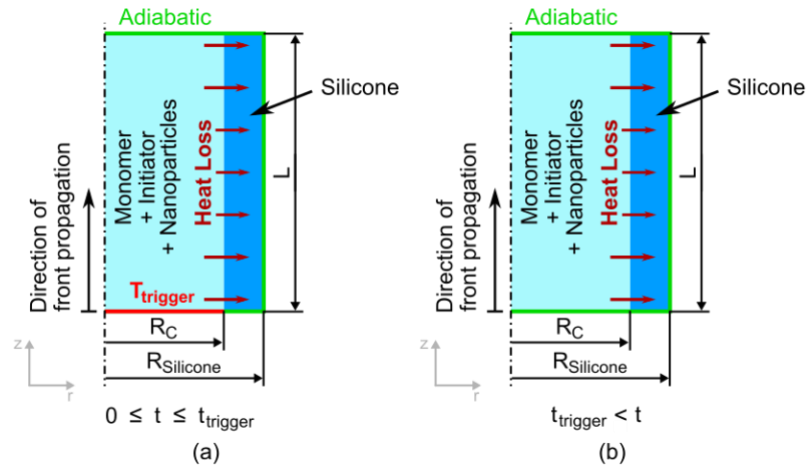 Adiabatic
Silicone
Direction of
front propagation
Monomer
+ Initiator
+ Nanoparticles
Heat Loss
L
T_trigger
R_C
R_Silicone
z
r
0 ≤ t ≤ t_trigger
(a)
Adiabatic
Silicone
Direction of
front propagation
Monomer
+ Initiator
+ Nanoparticles
Heat Loss
L
R_C
R_Silicone
z
r
t_trigger < t
(b)